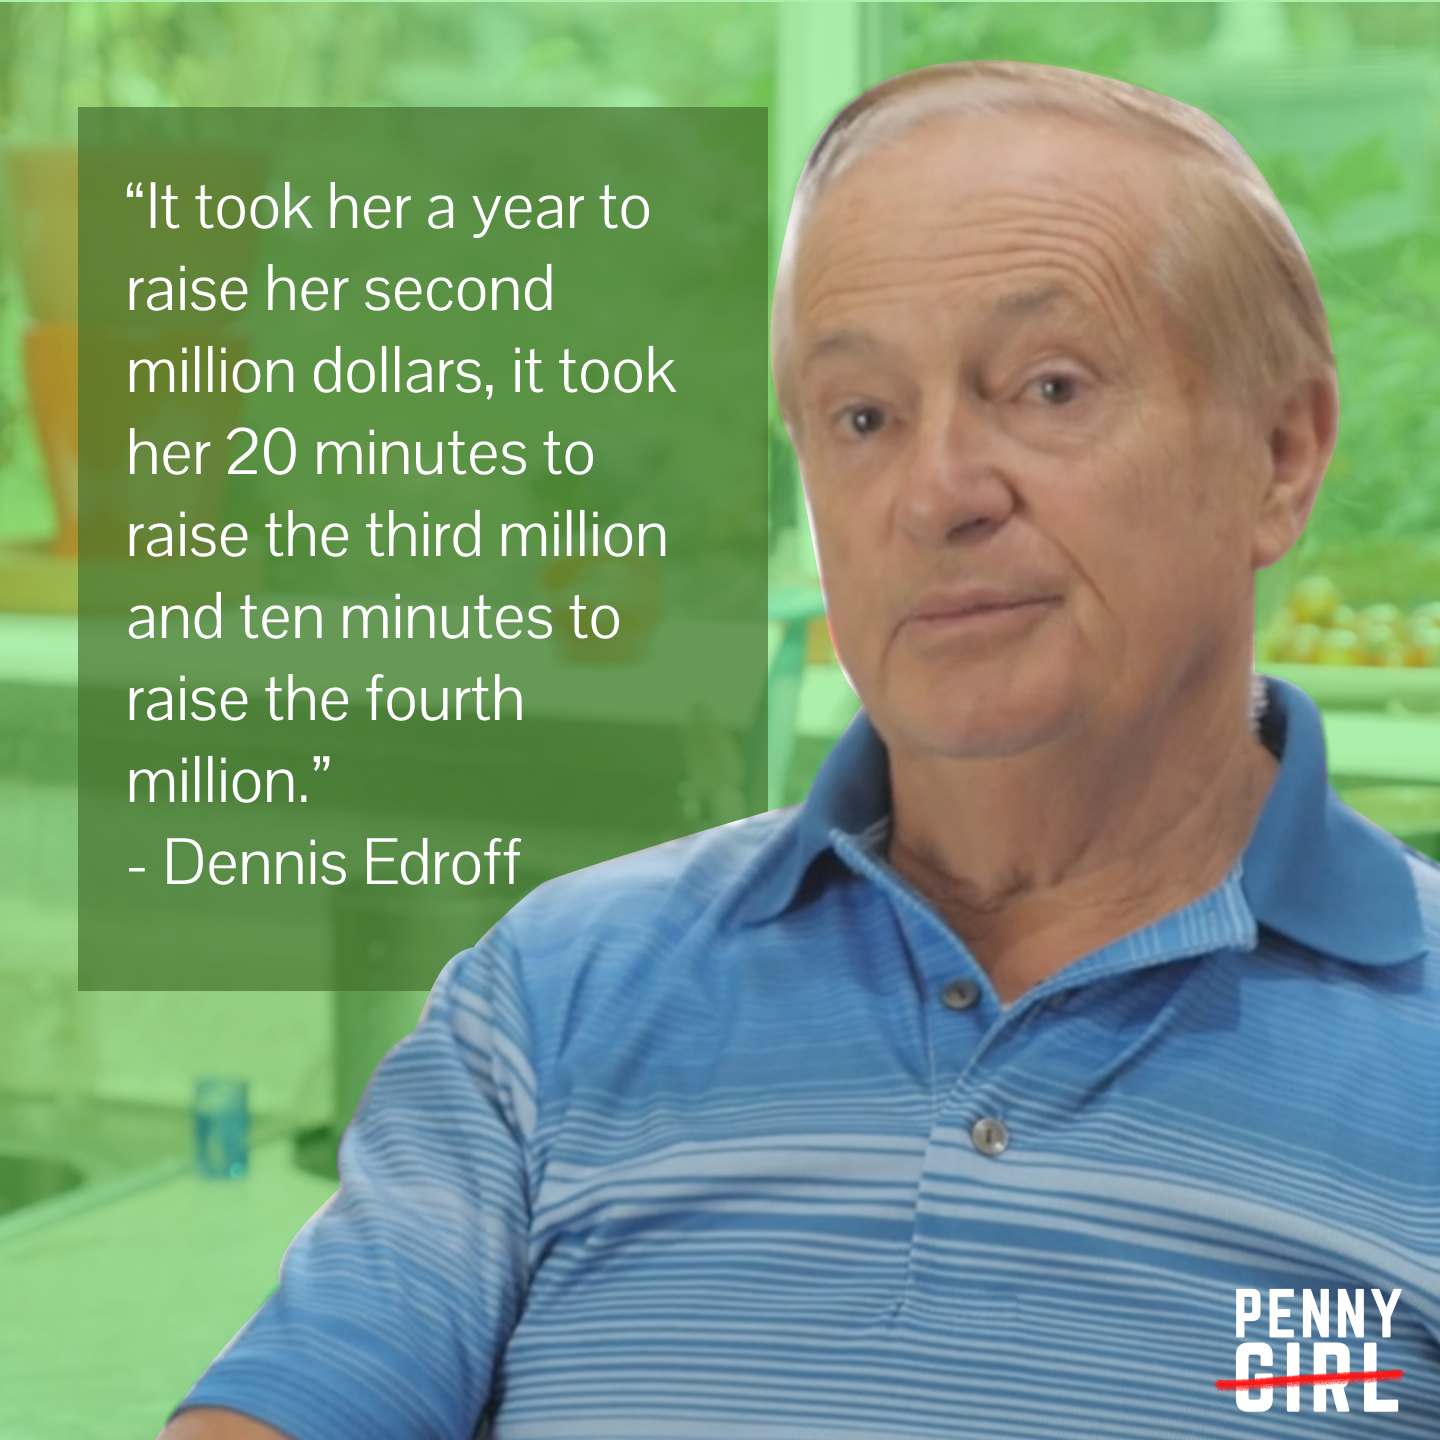 “It took her a year to
raise her second
million dollars, it took
her 20 minutes to
raise the third million
and ten minutes to
raise the fourth
million.”
- Dennis Edroff
PENNY
GIRL